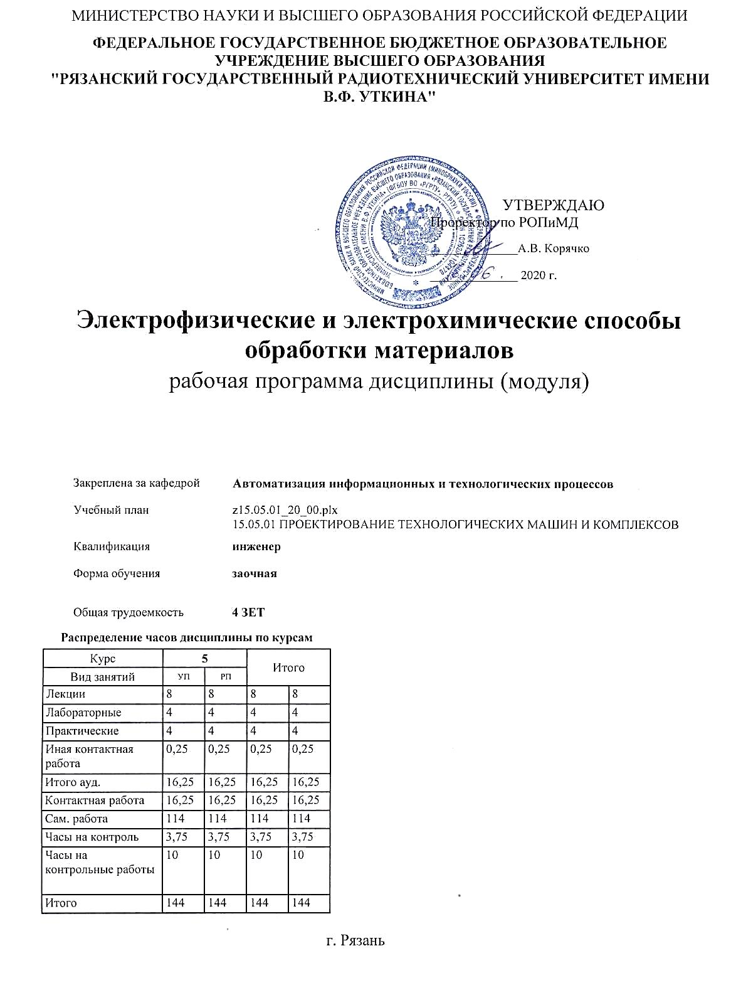 МИНИСТЕРСТВО НАУКИ И ВЫСШЕГО ОБРАЗОВАНИЯ РОССИЙСКОЙ ФЕДЕРАЦИИ
ФЕДЕРАЛЬНОЕ ГОСУДАРСТВЕННОЕ БЮДЖЕТНОЕ ОБРАЗОВАТЕЛЬНОЕ
УЧРЕЖДЕНИЕ ВЫСШЕГО ОБРАЗОВАНИЯ
"РЯЗАНСКИЙ ГОСУДАРСТВЕННЫЙ РАДИОТЕХНИЧЕСКИЙ УНИВЕРСИТЕТ ИМЕНИ
В.Ф. УТКИНА"
УТВЕРЖДАЮ
Проректор по РОПиМД
А.В. Корячко
2020 г.
Электрофизические и электрохимические способы
обработки материалов
рабочая программа дисциплины (модуля)
Закреплена за кафедрой Автоматизация информационных и технологических процессов
Учебный план z15.05.01_20_00.plx
15.05.01 ПРОЕКТИРОВАНИЕ ТЕХНОЛОГИЧЕСКИХ МАШИН И КОМПЛЕКСОВ
Квалификация инженер
Форма обучения заочная
Общая трудоемкость 4 ЗЕТ
Распределение часов дисциплины по курсам
Курс 5 Итого
Вид занятий УП РП
Лекции 8 8 8 8
Лабораторные 4 4 4 4
Практические 4 4 4 4
Иная контактная 0,25 0,25 0,25 0,25
работа
Итого ауд. 16,25 16,25 16,25 16,25
Контактная работа 16,25 16,25 16,25 16,25
Сам. работа 114 114 114 114
Часы на контроль 3,75 3,75 3,75 3,75
Часы на 10 10 10 10
контрольные работы
Итого 144 144 144 144
г. Рязань